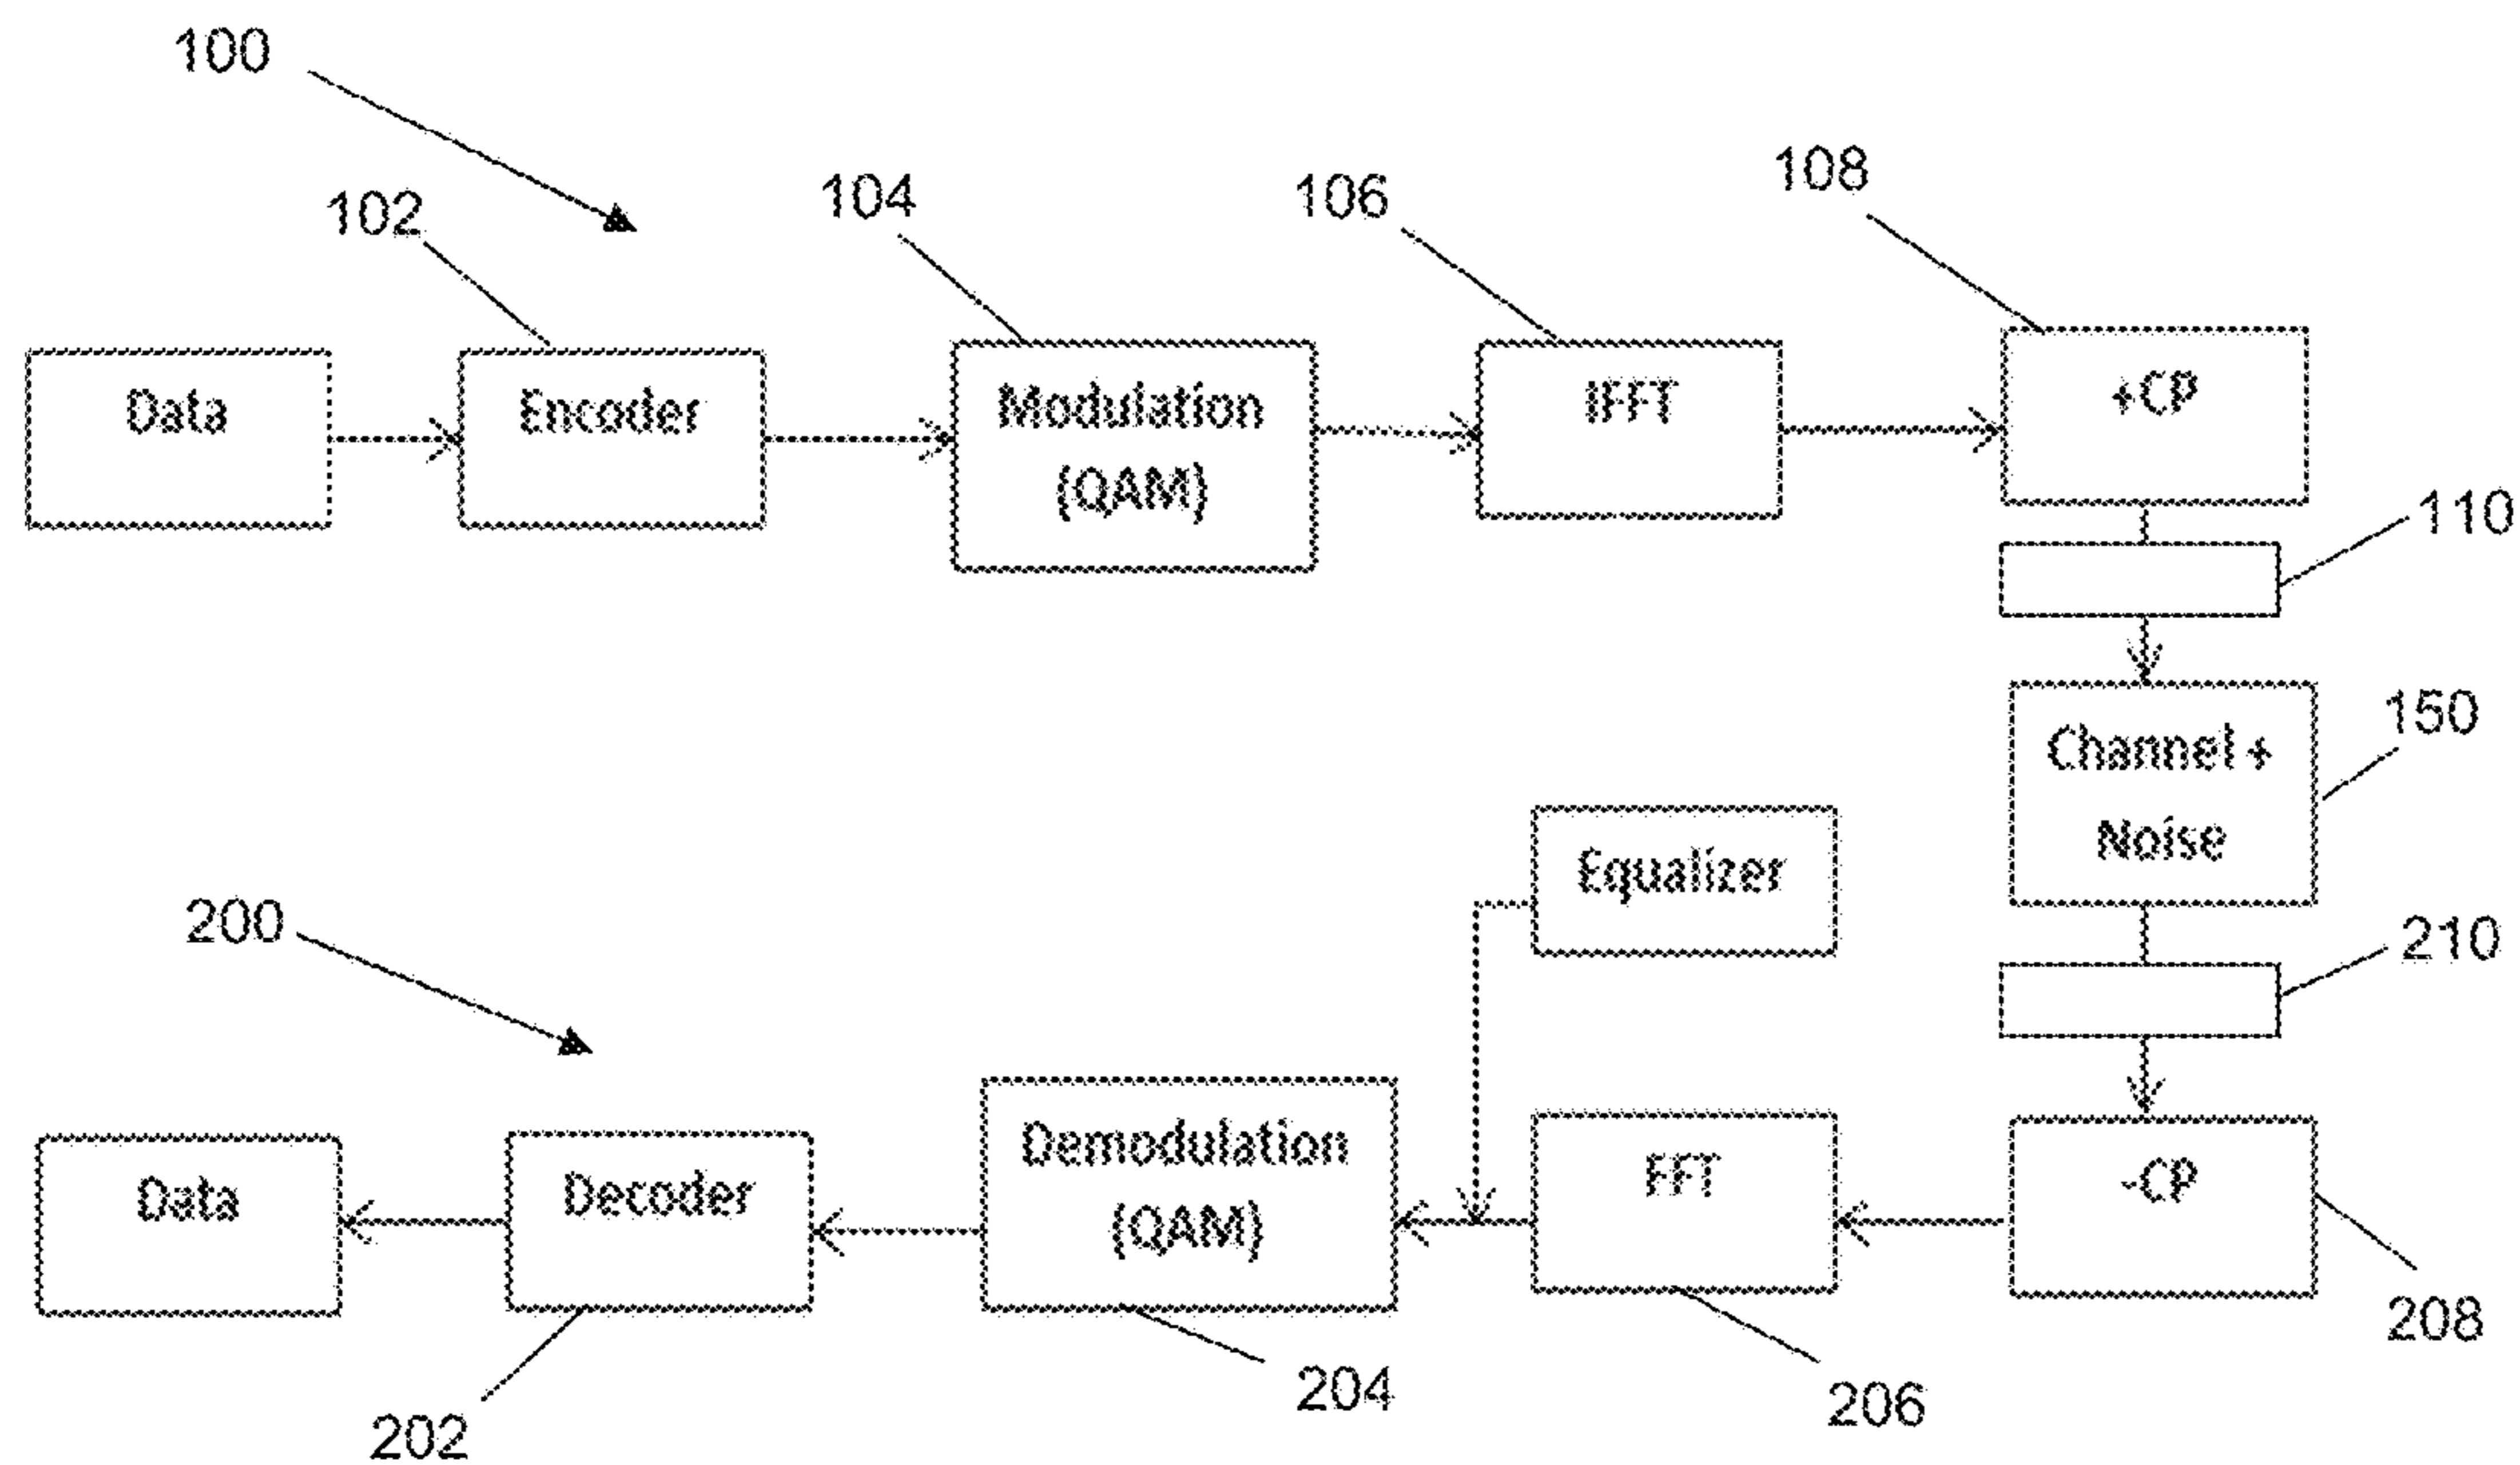 100
102
104
106
108
Data
Encoder
Modulation
(QAM)
IFFT
+CP
110
150
Channel +
Noise
Equalizer
200
210
Data
Decoder
Demodulation
(QAM)
FFT
-CP
202
204
206
208